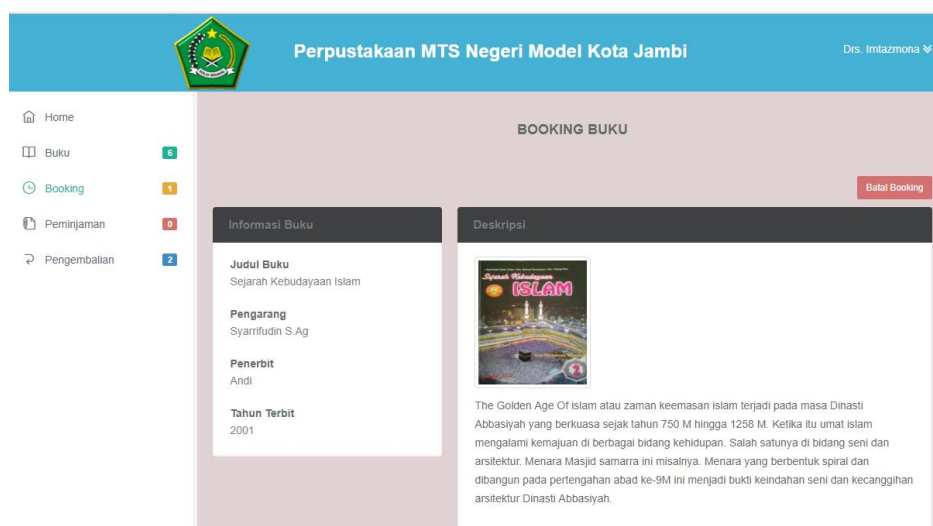 Perpustakaan MTS Negeri Model Kota Jambi
Drs. Imtazmona
Home
Buku 6
Booking 1
Peminjaman 0
Pengembalian 2
BOOKING BUKU
Batal Booking
Informasi Buku
Judul Buku
Sejarah Kebudayaan Islam
Pengarang
Syarrifudin S.Ag
Penerbit
Andi
Tahun Terbit
2001
Deskripsi
Sejarah Kebudayaan
ISLAM
2
The Golden Age Of islam atau zaman keemasan islam terjadi pada masa Dinasti
Abbasiyah yang berkuasa sejak tahun 750 M hingga 1258 M. Ketika itu umat islam
mengalami kemajuan di berbagai bidang kehidupan. Salah satunya di bidang seni dan
arsitektur. Menara Masjid samarra ini misalnya. Menara yang berbentuk spiral dan
dibangun pada pertengahan abad ke-9M ini menjadi bukti keindahan seni dan kecanggihan
arsitektur Dinasti Abbasiyah.